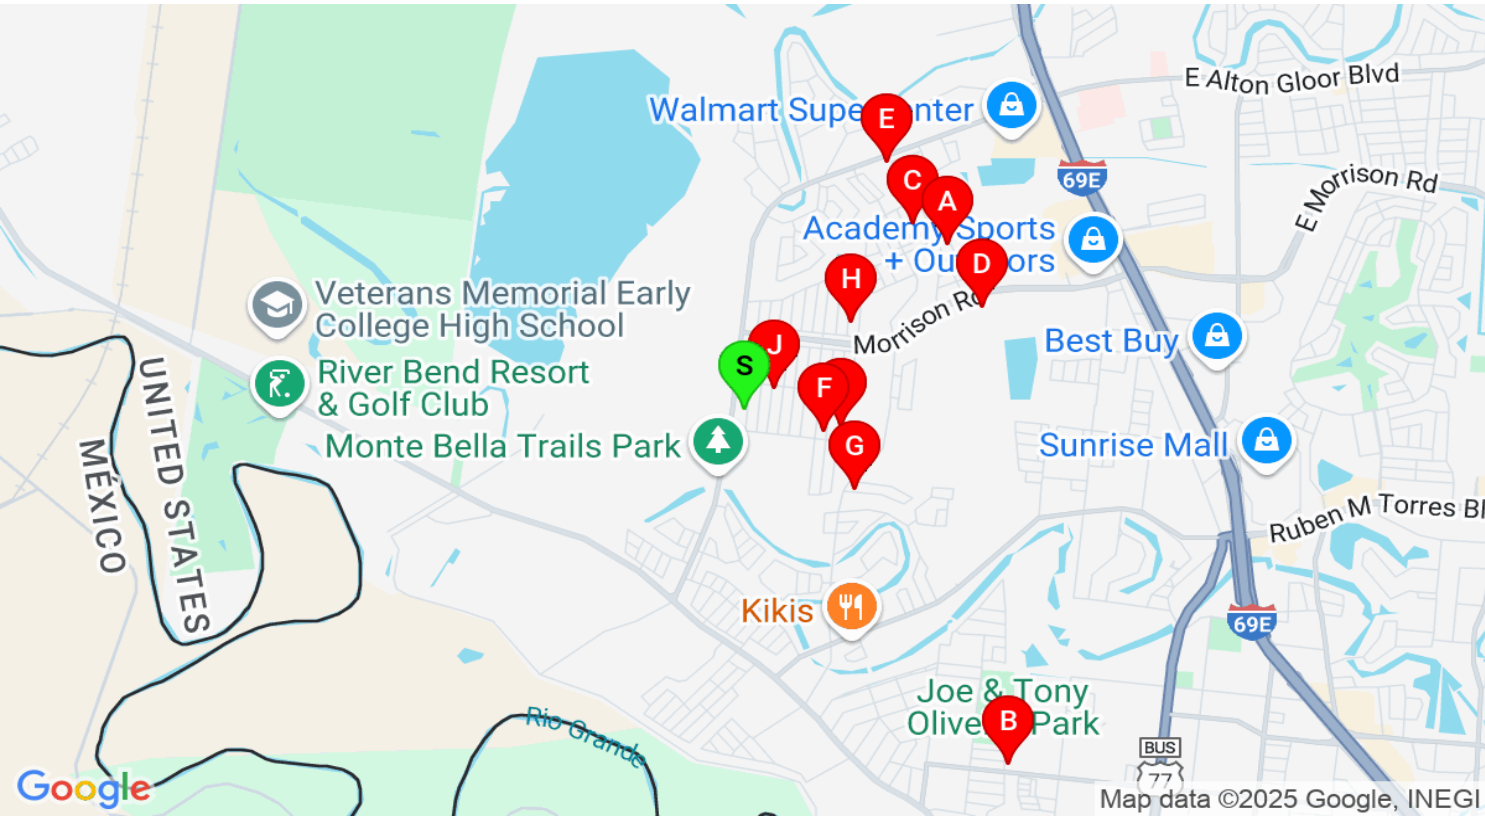 E Alton Gloor Blvd
Walmart Supe
nter
E
69E
E Morrison Rd
C
A
Academy Sports
+ Ou
ors
D
H
Veterans Memorial Early
College High School
Morrison Rd
Best Buy
J
S
River Bend Resort
& Golf Club
F
UNITED STATES
MÉXICO
Monte Bella Trails Park
G
Sunrise Mall
Ruben M Torres Bl
Kikis
69E
Joe & Tony
Olive
Park
B
Rio Grande
BUS
77
Google
Map data ©2025 Google, INEGI